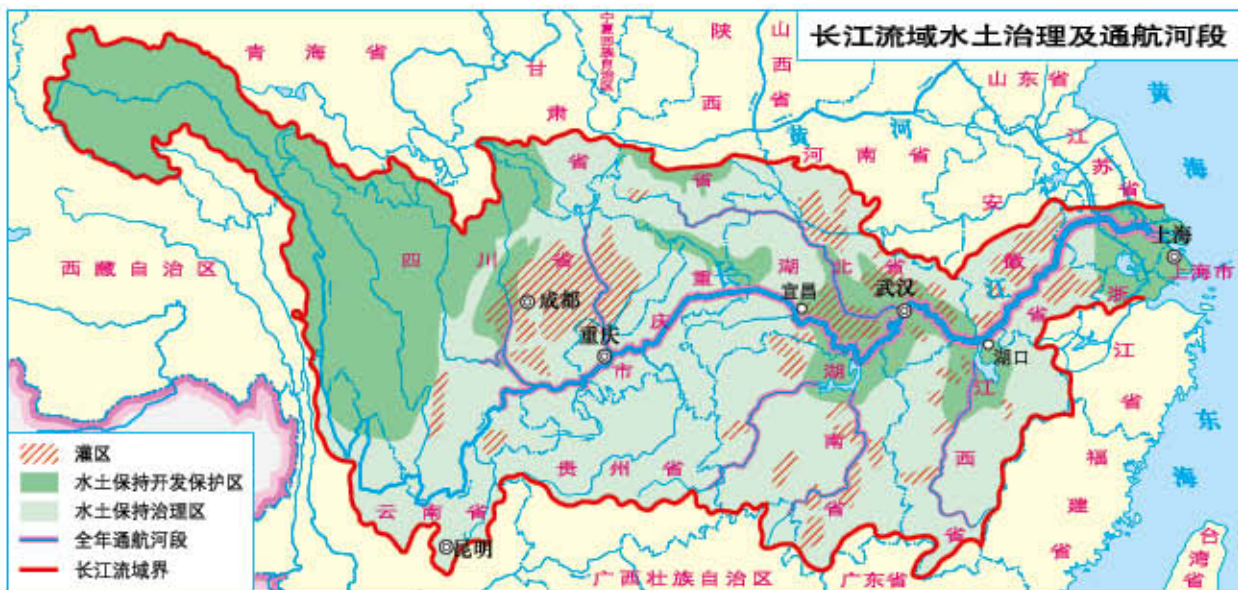 长江流域水土治理及通航河段
青海省
甘肃省
宁夏回族自治区
陕西省
山西省
山东省
黄海
黄河
河南省
江苏省
安徽省
西藏自治区
四川省
成都
重庆
重庆市
湖北省
宜昌
武汉
上海
上海市
浙江省
湖口
江
湖南省
江西省
贵州省
云南省
昆明
福建省
东海
台湾省
广西壮族自治区
广东省
灌区
水土保持开发保护区
水土保持治理区
全年通航河段
长江流域界